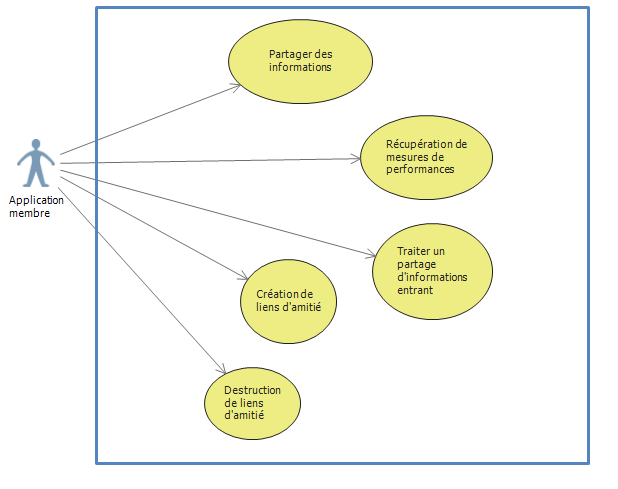 Partager des
informations
Récupération de
mesures de
performances
Application
membre
Traiter un
partage
d'informations
entrant
Création de
liens d'amitié
Destruction
de liens
d'amitié